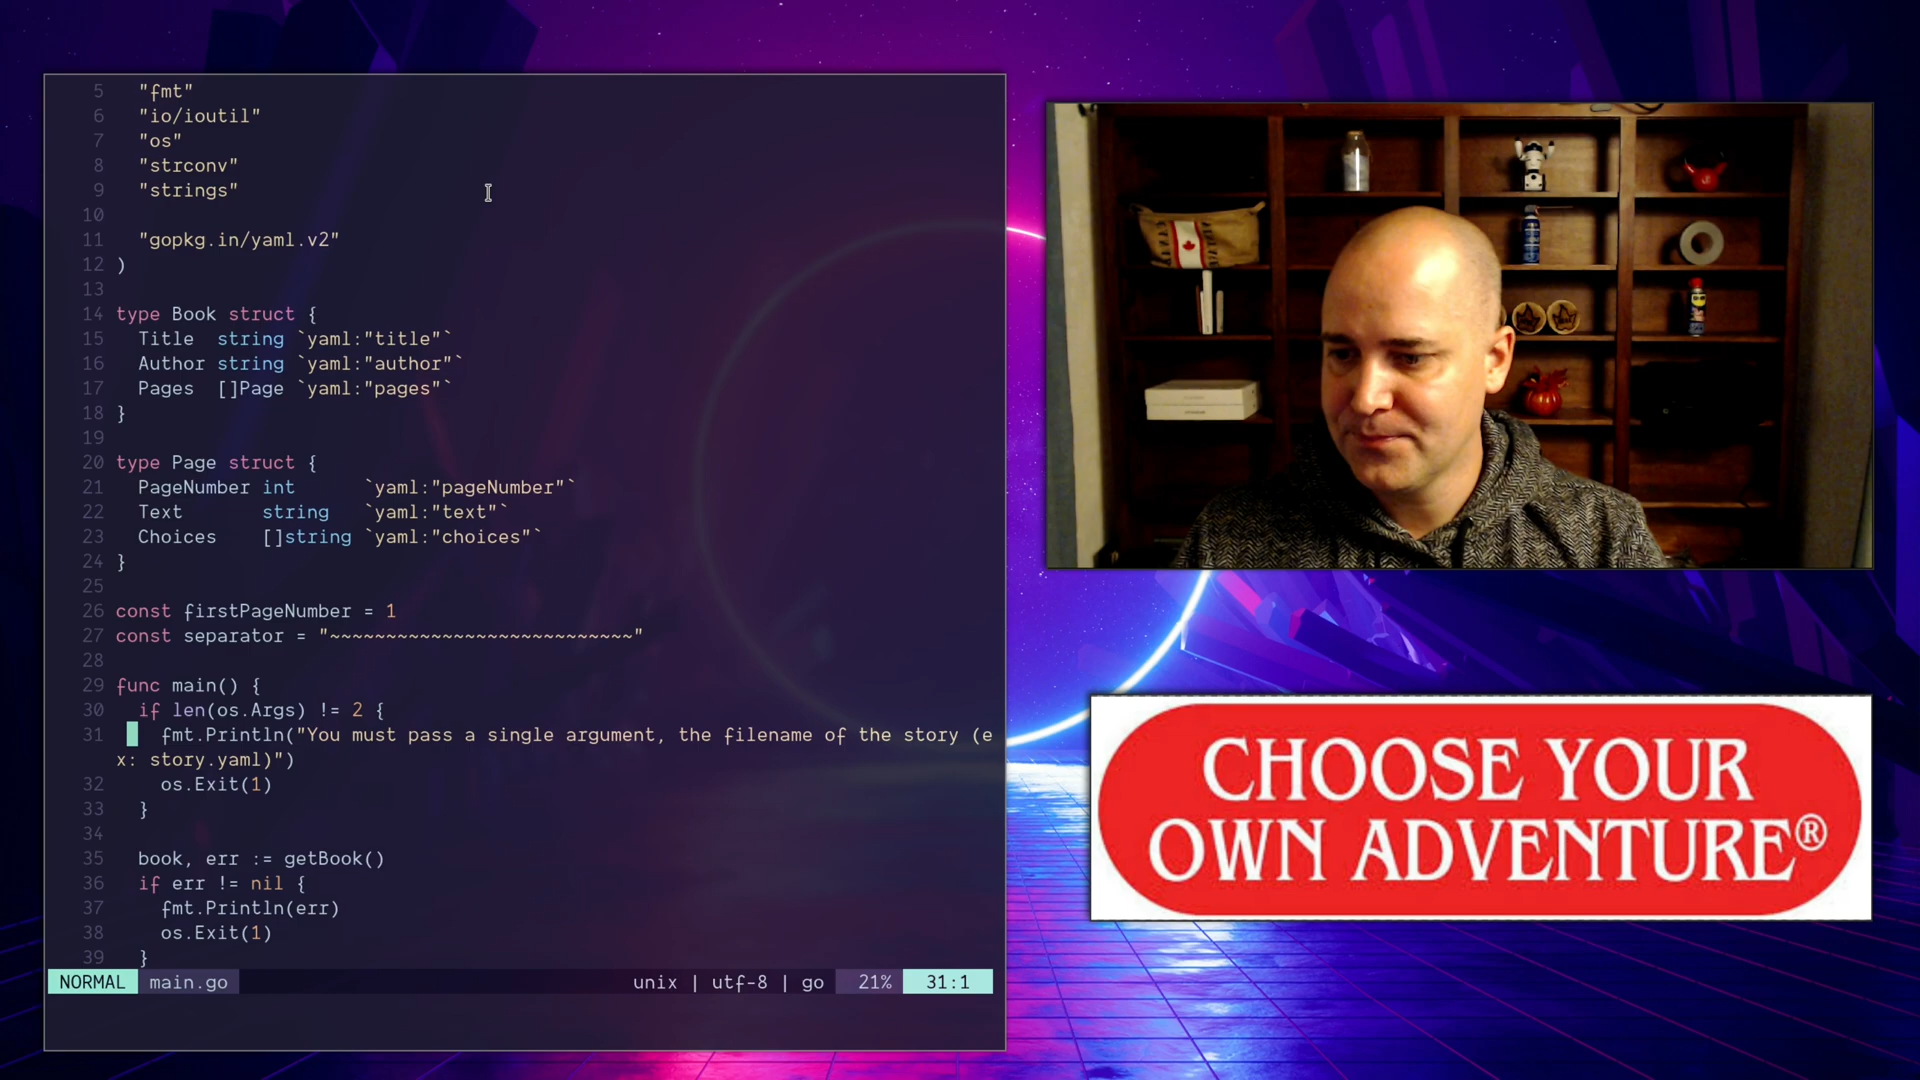 5 "fmt"
6 "io/ioutil"
7 "os"
8 "strconv"
9 "strings"
10
11 "gopkg.in/yaml.v2"
12 )
13
14 type Book struct {
15 Title string `yaml:"title"`
16 Author string `yaml:"author"`
17 Pages []Page `yaml:"pages"`
18 }
19
20 type Page struct {
21 PageNumber int `yaml:"pageNumber"`
22 Text string `yaml:"text"`
23 Choices []string `yaml:"choices"`
24 }
25
26 const firstPageNumber = 1
27 const separator = "~~~~~~~~~~~~~~~~~~~~~~~~~~~"
28
29 func main() {
30 if len(os.Args) != 2 {
31 fmt.Println("You must pass a single argument, the filename of the story (e
x: story.yaml)")
32 os.Exit(1)
33 }
34
35 book, err := getBook()
36 if err != nil {
37 fmt.Println(err)
38 os.Exit(1)
39 }
NORMAL main.go unix | utf-8 | go 21% 31:1
CHOOSE YOUR
OWN ADVENTURE®